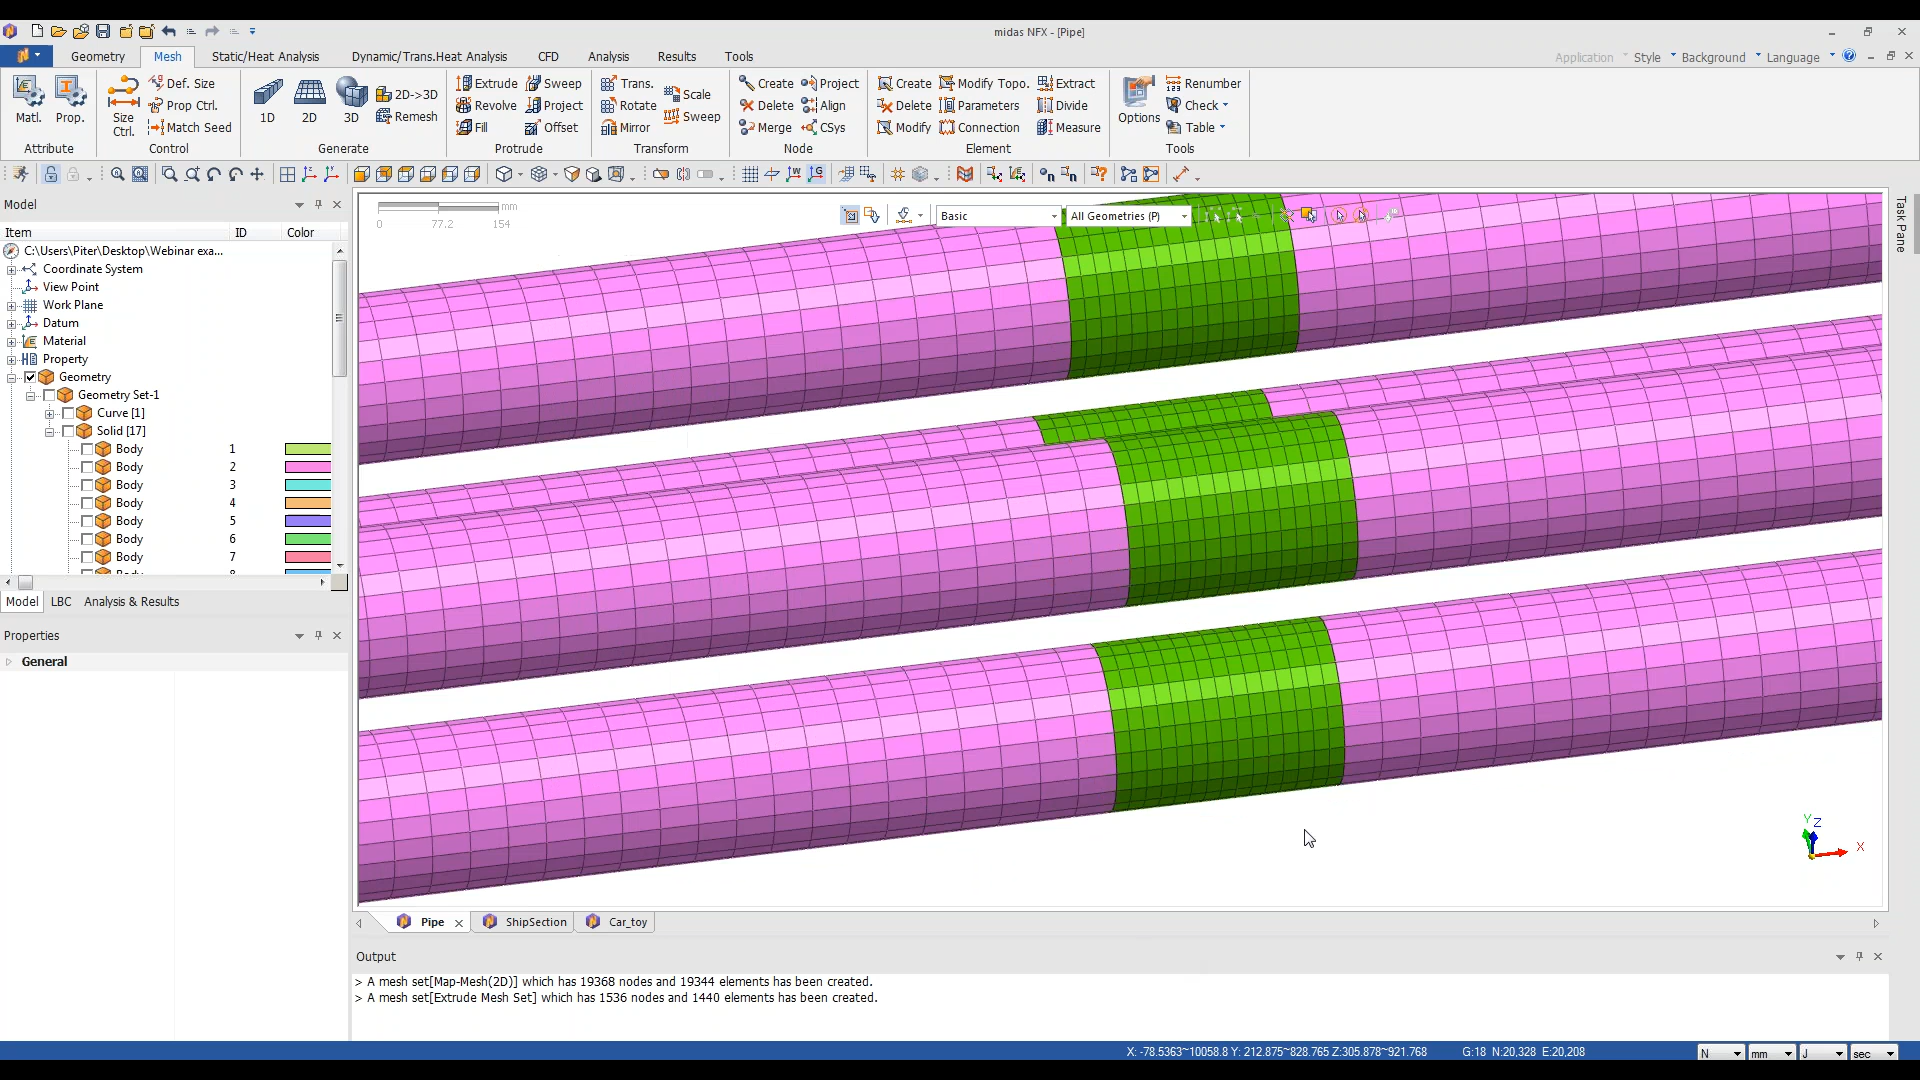 midas NFX - [Pipe]
Geometry Mesh Static/Heat Analysis Dynamic/Trans.Heat Analysis CFD Analysis Results Tools
Application Style Background Language
Matl. Prop. Attribute
Size Ctrl. Def. Size Prop Ctrl. Match Seed Control
1D 2D 3D 2D->3D Remesh Generate
Extrude Sweep Revolve Project Fill Offset Protrude
Trans. Rotate Mirror Scale Sweep Transform
Create Project Delete Align Merge CSys Node
Create Modify Topo. Extract Delete Parameters Divide Modify Connection Measure Element
Options Renumber Check Table Tools
Model
Item ID Color
C:\Users\Piter\Desktop\Webinar exa...
Coordinate System
View Point
Work Plane
Datum
Material
Property
Geometry
Geometry Set-1
Curve [1]
Solid [17]
Body 1
Body 2
Body 3
Body 4
Body 5
Body 6
Body 7
Model LBC Analysis & Results
Properties
General
mm
0 77.2 154
Basic All Geometries (P)
Task Pane
Y Z X
Pipe ShipSection Car_toy
Output
> A mesh set[Map-Mesh(2D)] which has 19368 nodes and 19344 elements has been created.
> A mesh set[Extrude Mesh Set] which has 1536 nodes and 1440 elements has been created.
X: -78.5363~10058.8 Y: 212.875~828.765 Z:305.878~921.768 G:18 N:20,328 E:20,208 N mm J sec